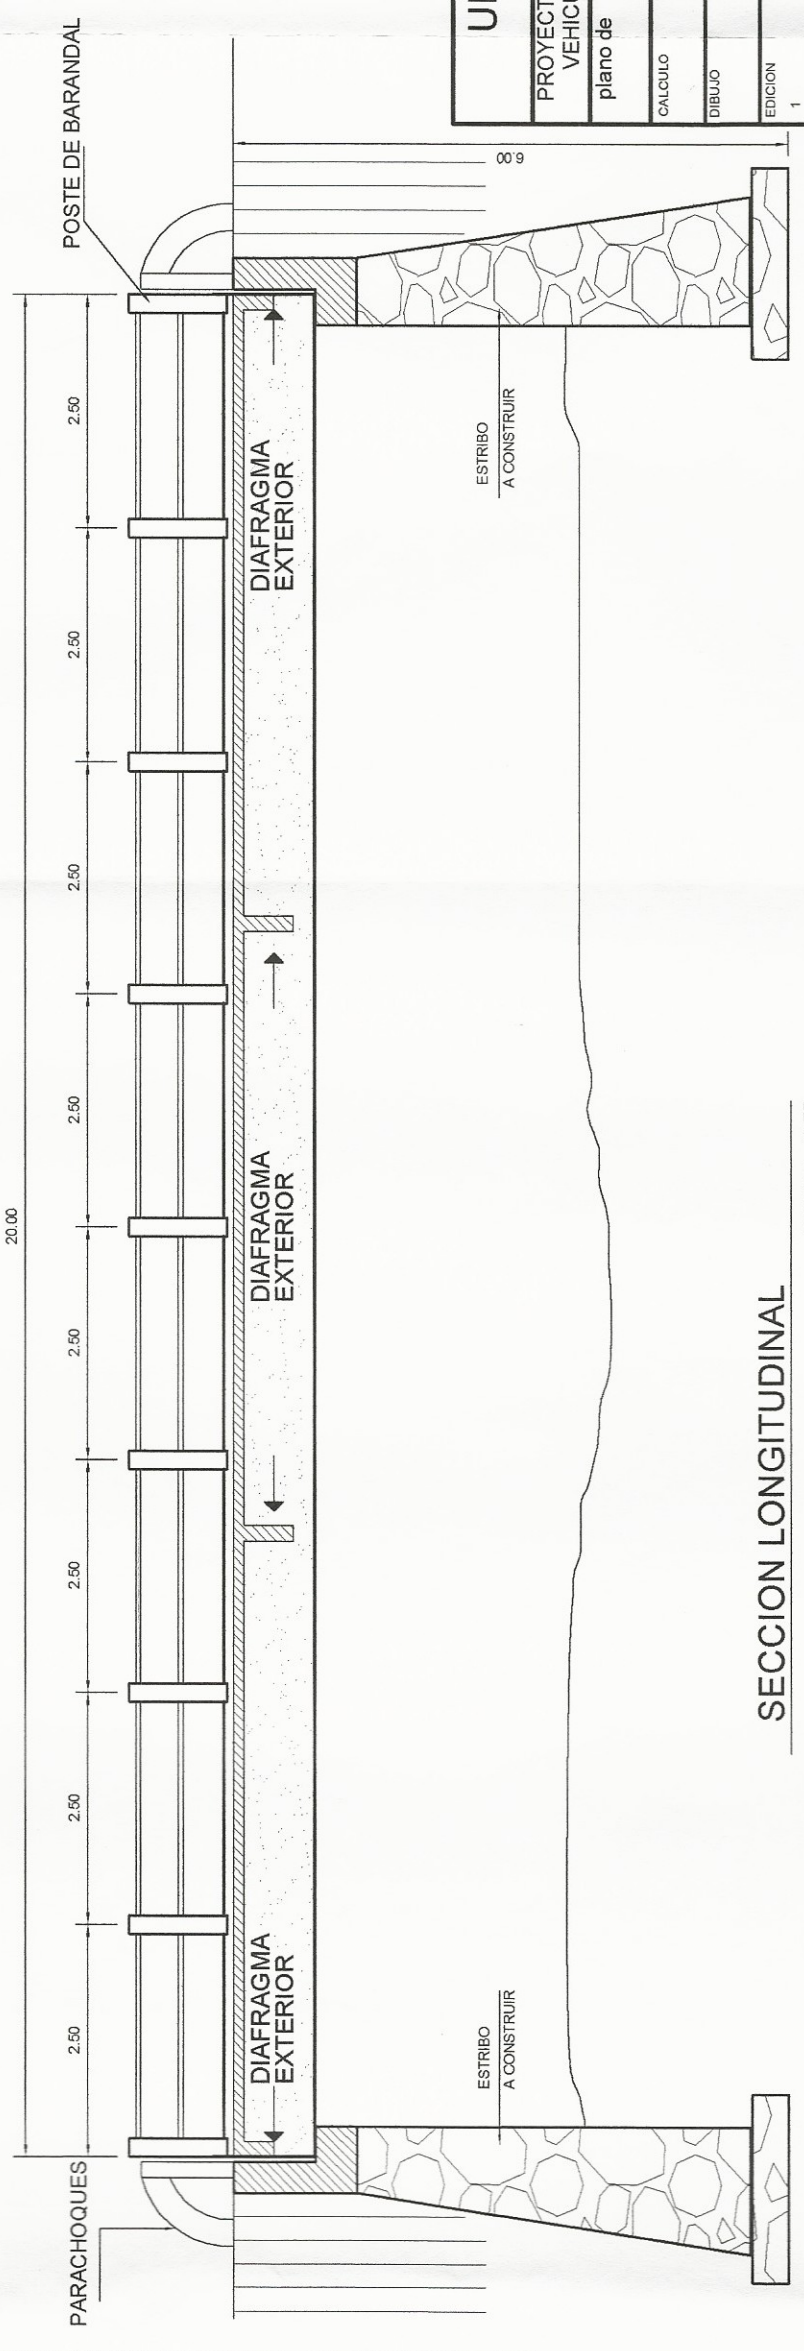 20.00
PARACHOQUES
POSTE DE BARANDAL
2.50
2.50
2.50
2.50
2.50
2.50
2.50
2.50
DIAFRAGMA
EXTERIOR
DIAFRAGMA
EXTERIOR
DIAFRAGMA
EXTERIOR
ESTRIBO
A CONSTRUIR
ESTRIBO
A CONSTRUIR
6.00
SECCION LONGITUDINAL
PROYECT
VEHICU
plano de
CALCULO
DIBUJO
EDICION
1